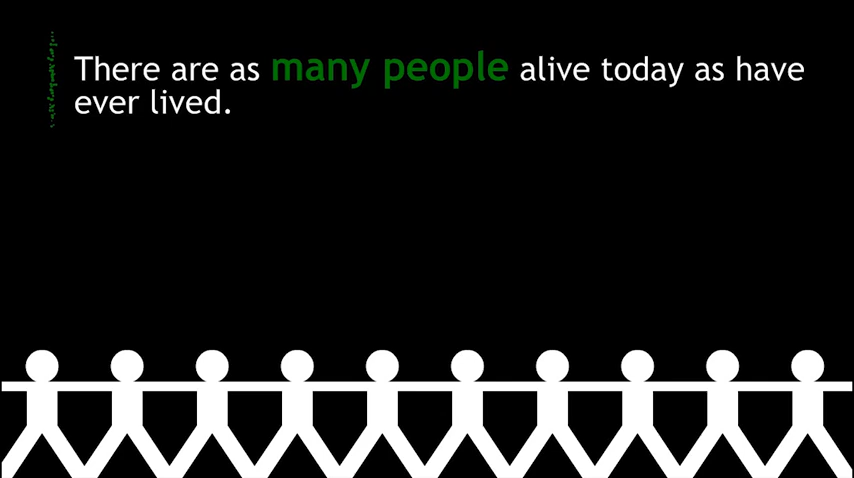 There are as many people alive today as have
ever lived.